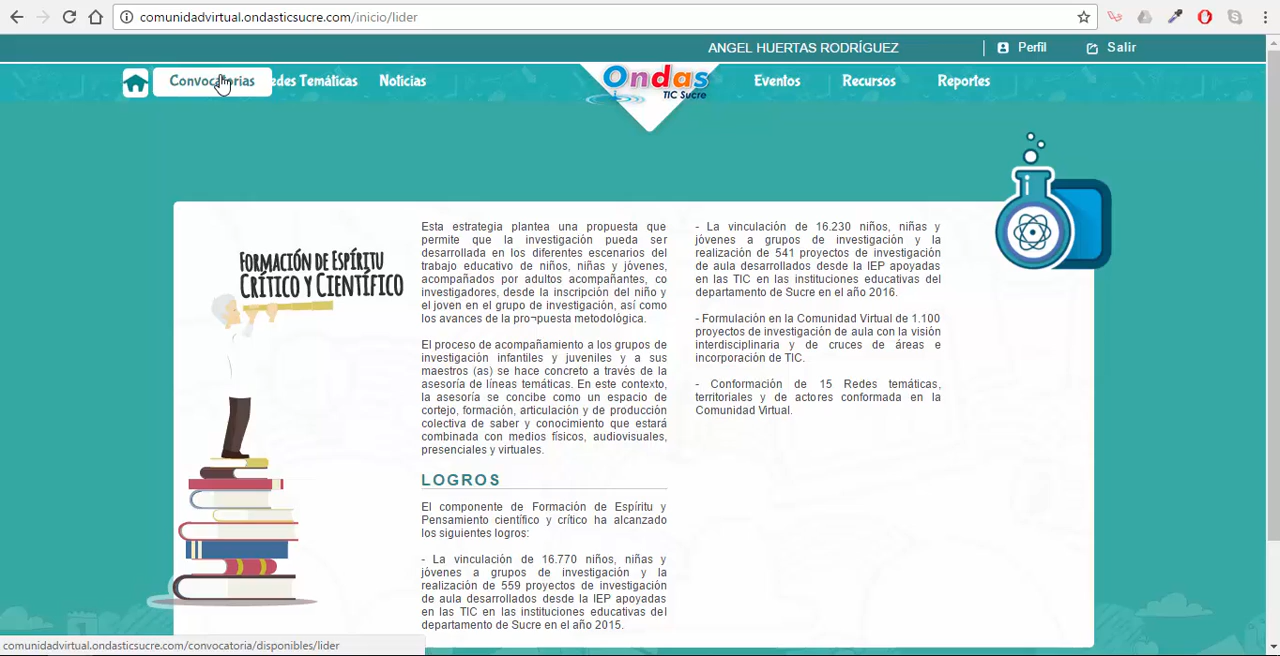 comunidadvirtual.ondasticsucre.com/inicio/lider
ANGEL HUERTAS RODRÍGUEZ
Perfil
Salir
Convocatorias
edes Temáticas
Noticias
Ondas
TIC Sucre
Eventos
Recursos
Reportes
FORMACIÓN DE ESPÍRITU
CRÍTICO Y CIENTÍFICO
Esta estrategia plantea una propuesta que
permite que la investigación pueda ser
desarrollada en los diferentes escenarios del
trabajo educativo de niños, niñas y jóvenes,
acompañados por adultos acompañantes, co
investigadores, desde la inscripción del niño y
el joven en el grupo de investigación, así como
los avances de la pro¬puesta metodológica.
El proceso de acompañamiento a los grupos de
investigación infantiles y juveniles y a sus
maestros (as) se hace concreto a través de la
asesoría de líneas temáticas. En este contexto,
la asesoría se concibe como un espacio de
cortejo, formación, articulación y de producción
colectiva de saber y conocimiento que estará
combinada con medios físicos, audiovisuales,
presenciales y virtuales.
LOGROS
El componente de Formación de Espíritu y
Pensamiento científico y crítico ha alcanzado
los siguientes logros:
- La vinculación de 16.770 niños, niñas y
jóvenes a grupos de investigación y la
realización de 559 proyectos de investigación
de aula desarrollados desde la IEP apoyadas
en las TIC en las instituciones educativas del
departamento de Sucre en el año 2015.
- La vinculación de 16.230 niños, niñas y
jóvenes a grupos de investigación y la
realización de 541 proyectos de investigación
de aula desarrollados desde la IEP apoyadas
en las TIC en las instituciones educativas del
departamento de Sucre en el año 2016.
- Formulación en la Comunidad Virtual de 1.100
proyectos de investigación de aula con la visión
interdisciplinaria y de cruces de áreas e
incorporación de TIC.
- Conformación de 15 Redes temáticas,
territoriales y de actores conformada en la
Comunidad Virtual.
comunidadvirtual.ondasticsucre.com/convocatoria/disponibles/lider